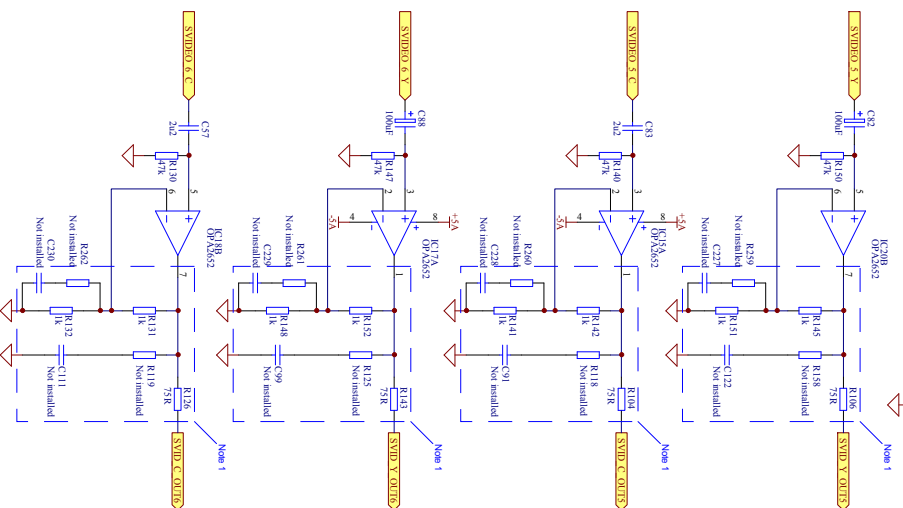 SVIDEO 6 C
C57
2u2
R130
47k
6
5
IC18B
OPA2652
7
R262
Not installed
C230
Not installed
R132
1k
R131
1k
R119
Not installed
C111
Not installed
R126
75R
Note 1
SVID C OUT6
SVIDEO 6 Y
C88
100uF
+
R147
47k
2
3
4
-5A
8
+5A
IC17A
OPA2652
1
R261
Not installed
C229
Not installed
R148
1k
R152
1k
R125
Not installed
C99
Not installed
R143
75R
Note 1
SVID Y OUT6
SVIDEO 5 C
C83
2u2
R140
47k
2
3
4
-5A
8
+5A
IC15A
OPA2652
1
R260
Not installed
C228
Not installed
R141
1k
R142
1k
R118
Not installed
C91
Not installed
R104
75R
Note 1
SVID C OUT5
SVIDEO 5 Y
C82
100uF
+
R150
47k
6
5
IC20B
OPA2652
7
R259
Not installed
C227
Not installed
R151
1k
R145
1k
R158
Not installed
C122
Not installed
R106
75R
Note 1
SVID Y OUT5